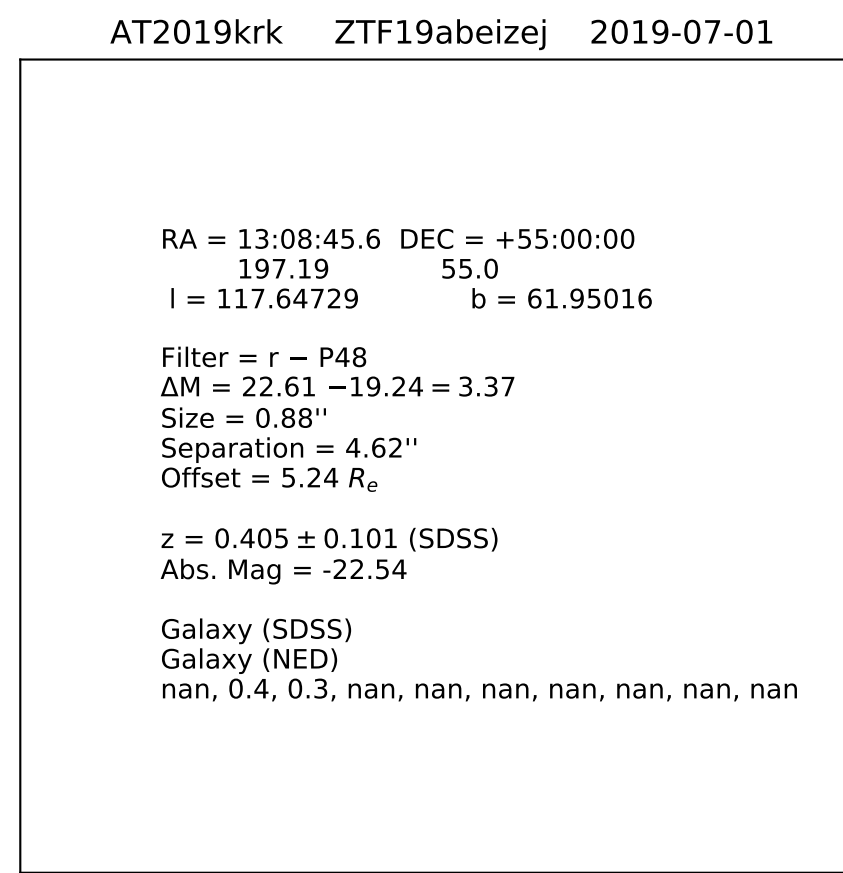 AT2019krk ZTF19abeizej 2019-07-01
RA = 13:08:45.6 DEC = +55:00:00
197.19 55.0
l = 117.64729 b = 61.95016
Filter = r − P48
ΔM = 22.61 −19.24 = 3.37
Size = 0.88''
Separation = 4.62''
Offset = 5.24 Rₑ
z = 0.405 ± 0.101 (SDSS)
Abs. Mag = -22.54
Galaxy (SDSS)
Galaxy (NED)
nan, 0.4, 0.3, nan, nan, nan, nan, nan, nan, nan